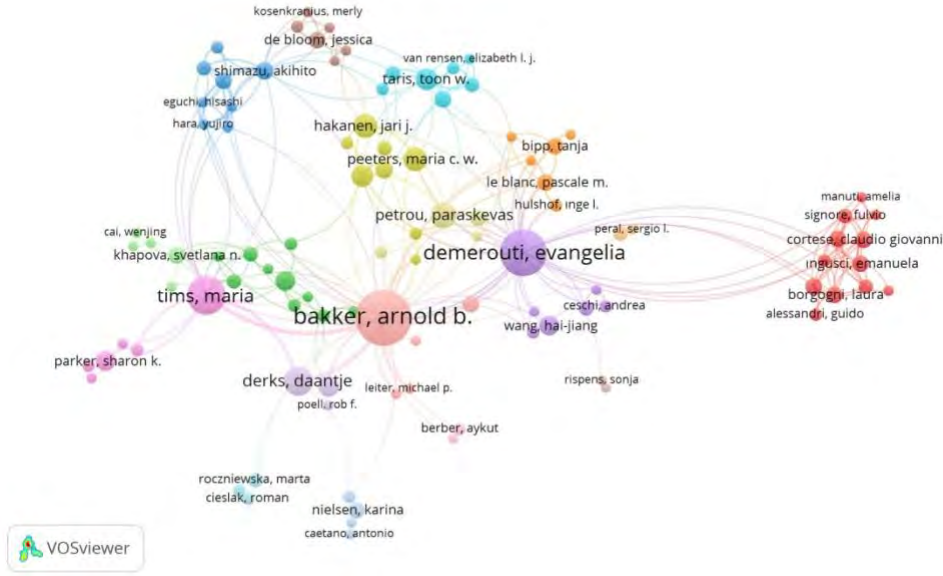 kosenkranius, merly
de bloom, jessica
van rensen, elizabeth l. j.
shimazu, akihito
taris, toon w.
eguchi, hisashi
hara, yujiro
hakanen, jari j.
bipp, tanja
peeters, maria c. w.
le blanc, pascale m.
manuti, amelia
hulshof, inge l.
signore, fulvio
petrou, paraskevas
peral, sergio l.
cai, wenjing
cortese, claudio giovanni
khapova, svetlana n.
demerouti, evangelia
ingusci, emanuela
tims, maria
borgogni, laura
ceschi, andrea
bakker, arnold b.
alessandri, guido
wang, hai-jiang
parker, sharon k.
derks, daantje
leiter, michael p.
rispens, sonja
poell, rob f.
berber, aykut
roczniewska, marta
cieslak, roman
nielsen, karina
caetano, antonio
VOSviewer